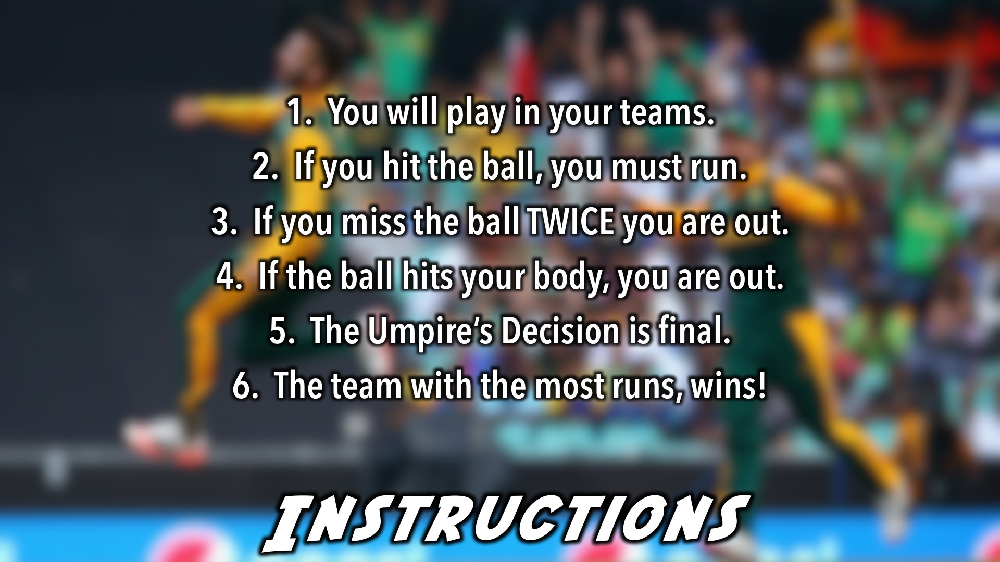 1. You will play in your teams.
2. If you hit the ball, you must run.
3. If you miss the ball TWICE you are out.
4. If the ball hits your body, you are out.
5. The Umpire’s Decision is final.
6. The team with the most runs, wins!
INSTRUCTIONS